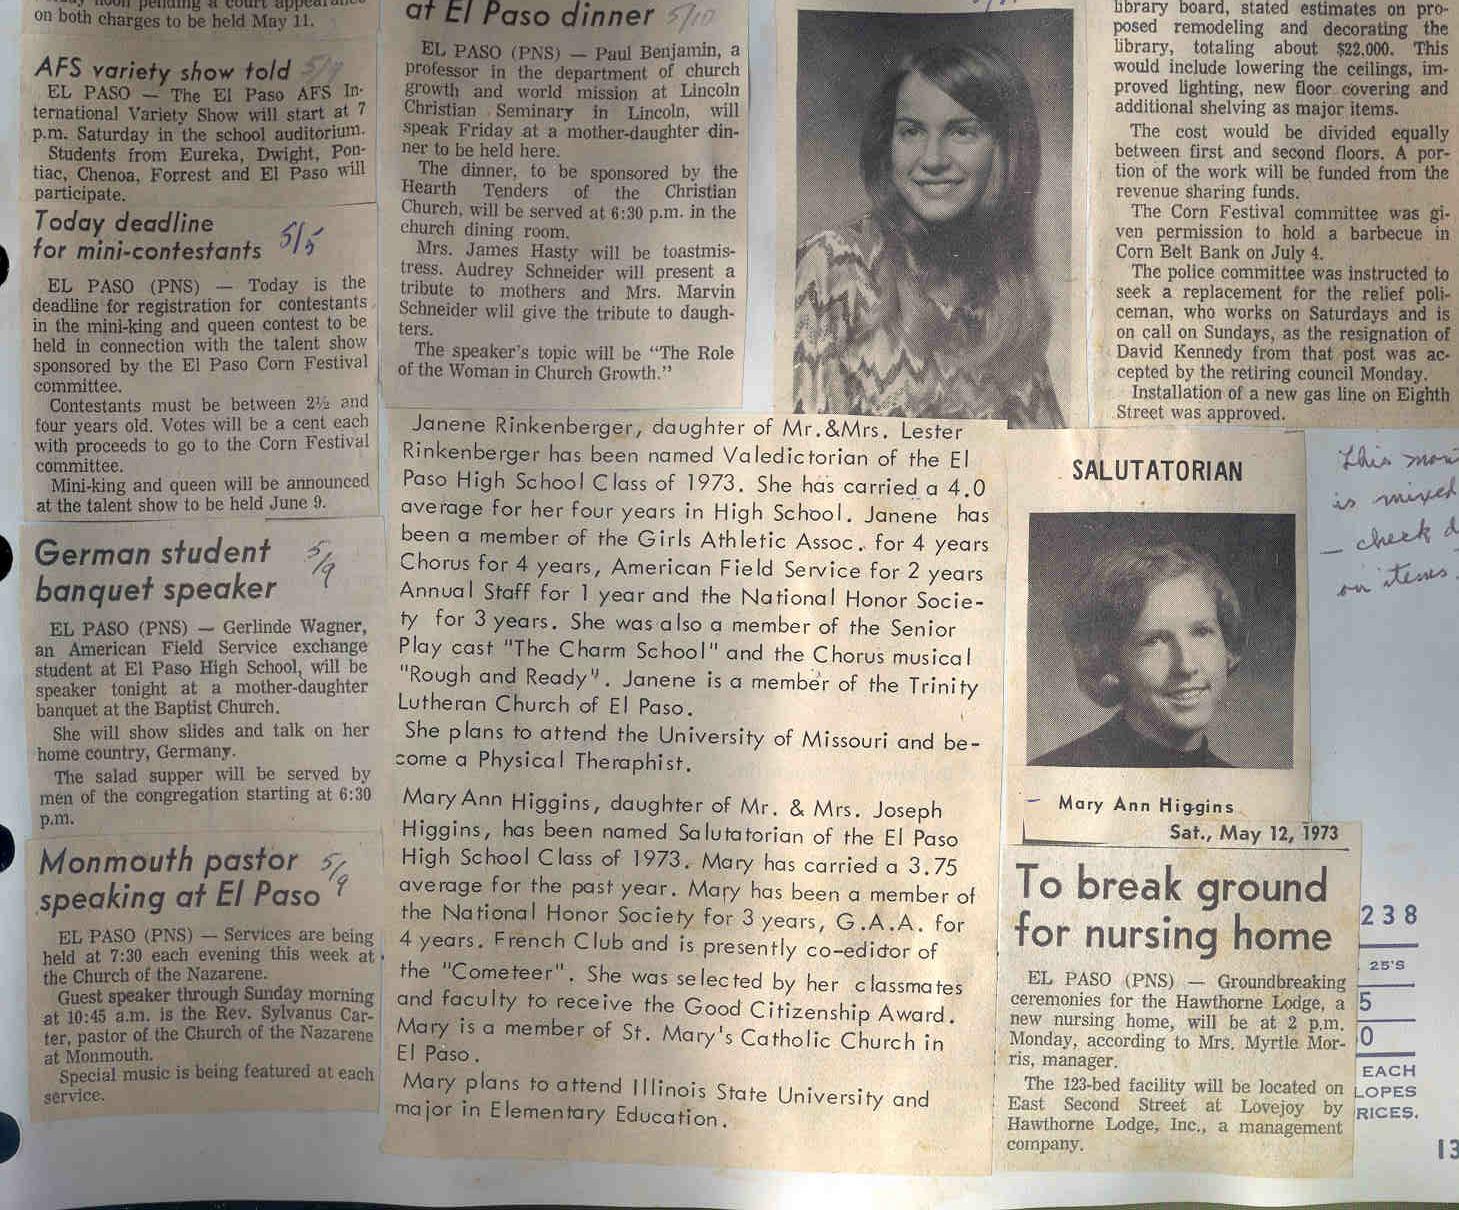 on both charges to be held May 11.
AFS variety show told 5/9
EL PASO — The El Paso AFS In-
ternational Variety Show will start at 7
p.m. Saturday in the school auditorium.
Students from Eureka, Dwight, Pon-
tiac, Chenoa, Forrest and El Paso will
participate.
Today deadline
for mini-contestants 5/5
EL PASO (PNS) — Today is the
deadline for registration for contestants
in the mini-king and queen contest to be
held in connection with the talent show
sponsored by the El Paso Corn Festival
committee.
Contestants must be between 2½ and
four years old. Votes will be a cent each
with proceeds to go to the Corn Festival
committee.
Mini-king and queen will be announced
at the talent show to be held June 9.
German student 5/9
banquet speaker
EL PASO (PNS) — Gerlinde Wagner,
an American Field Service exchange
student at El Paso High School, will be
speaker tonight at a mother-daughter
banquet at the Baptist Church.
She will show slides and talk on her
home country, Germany.
The salad supper will be served by
men of the congregation starting at 6:30
p.m.
Monmouth pastor 5/9
speaking at El Paso
EL PASO (PNS) — Services are being
held at 7:30 each evening this week at
the Church of the Nazarene.
Guest speaker through Sunday morning
at 10:45 a.m. is the Rev. Sylvanus Car-
ter, pastor of the Church of the Nazarene
at Monmouth.
Special music is being featured at each
service.
at El Paso dinner 5/10
EL PASO (PNS) — Paul Benjamin, a
professor in the department of church
growth and world mission at Lincoln
Christian Seminary in Lincoln, will
speak Friday at a mother-daughter din-
ner to be held here.
The dinner, to be sponsored by the
Hearth Tenders of the Christian
Church, will be served at 6:30 p.m. in the
church dining room.
Mrs. James Hasty will be toastmis-
tress. Audrey Schneider will present a
tribute to mothers and Mrs. Marvin
Schneider wlil give the tribute to daugh-
ters.
The speaker's topic will be "The Role
of the Woman in Church Growth."
Janene Rinkenberger, daughter of Mr.&Mrs. Lester
Rinkenberger has been named Valedictorian of the El
Paso High School Class of 1973. She has carried a 4.0
average for her four years in High School. Janene has
been a member of the Girls Athletic Assoc. for 4 years
Chorus for 4 years, American Field Service for 2 years
Annual Staff for 1 year and the National Honor Socie-
ty for 3 years. She was also a member of the Senior
Play cast "The Charm School" and the Chorus musical
"Rough and Ready". Janene is a member of the Trinity
Lutheran Church of El Paso.
She plans to attend the University of Missouri and be-
come a Physical Theraphist.
Mary Ann Higgins, daughter of Mr. & Mrs. Joseph
Higgins, has been named Salutatorian of the El Paso
High School Class of 1973. Mary has carried a 3.75
average for the past year. Mary has been a member of
the National Honor Society for 3 years, G.A.A. for
4 years. French Club and is presently co-editor of
the "Cometeer". She was selected by her classmates
and faculty to receive the Good Citizenship Award.
Mary is a member of St. Mary's Catholic Church in
El Paso.
Mary plans to attend Illinois State University and
major in Elementary Education.
library board, stated estimates on pro-
posed remodeling and decorating the
library, totaling about $22,000. This
would include lowering the ceilings, im-
proved lighting, new floor covering and
additional shelving as major items.
The cost would be divided equally
between first and second floors. A por-
tion of the work will be funded from the
revenue sharing funds.
The Corn Festival committee was gi-
ven permission to hold a barbecue in
Corn Belt Bank on July 4.
The police committee was instructed to
seek a replacement for the relief poli-
ceman, who works on Saturdays and is
on call on Sundays, as the resignation of
David Kennedy from that post was ac-
cepted by the retiring council Monday.
Installation of a new gas line on Eighth
Street was approved.
SALUTATORIAN
this
is mixed
— check
on items.
Mary Ann Higgins
Sat., May 12, 1973
To break ground
for nursing home
EL PASO (PNS) — Groundbreaking
ceremonies for the Hawthorne Lodge, a
new nursing home, will be at 2 p.m.
Monday, according to Mrs. Myrtle Mor-
ris, manager.
The 123-bed facility will be located on
East Second Street at Lovejoy by
Hawthorne Lodge, Inc., a management
company.
238
25'S
5
0
EACH
LOPES
RICES.
13